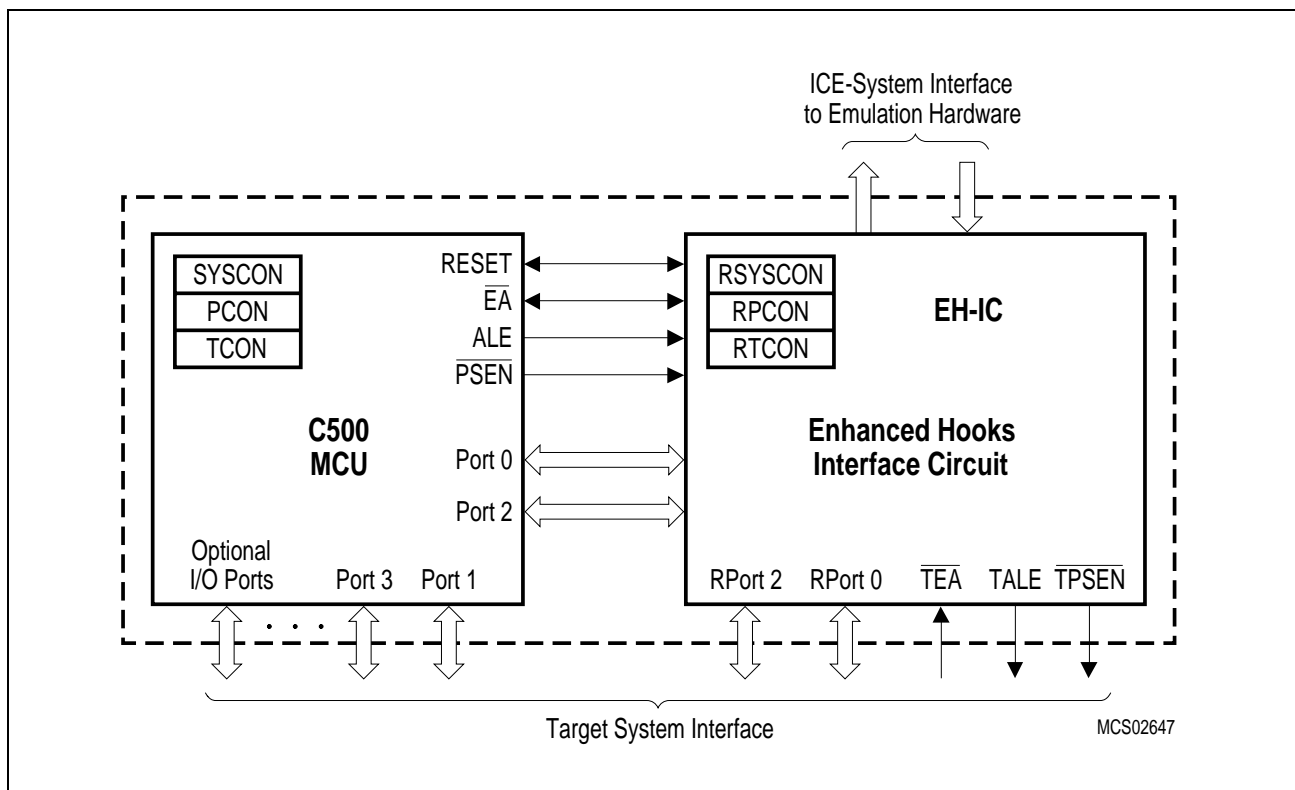 ICE-System Interface
to Emulation Hardware
SYSCON
PCON
TCON
RESET
EA
ALE
PSEN
C500
MCU
Port 0
Port 2
Optional
I/O Ports
Port 3
Port 1
. . .
RSYSCON
RPCON
RTCON
EH-IC
Enhanced Hooks
Interface Circuit
RPort 2
RPort 0
TEA
TALE
TPSEN
Target System Interface
MCS02647